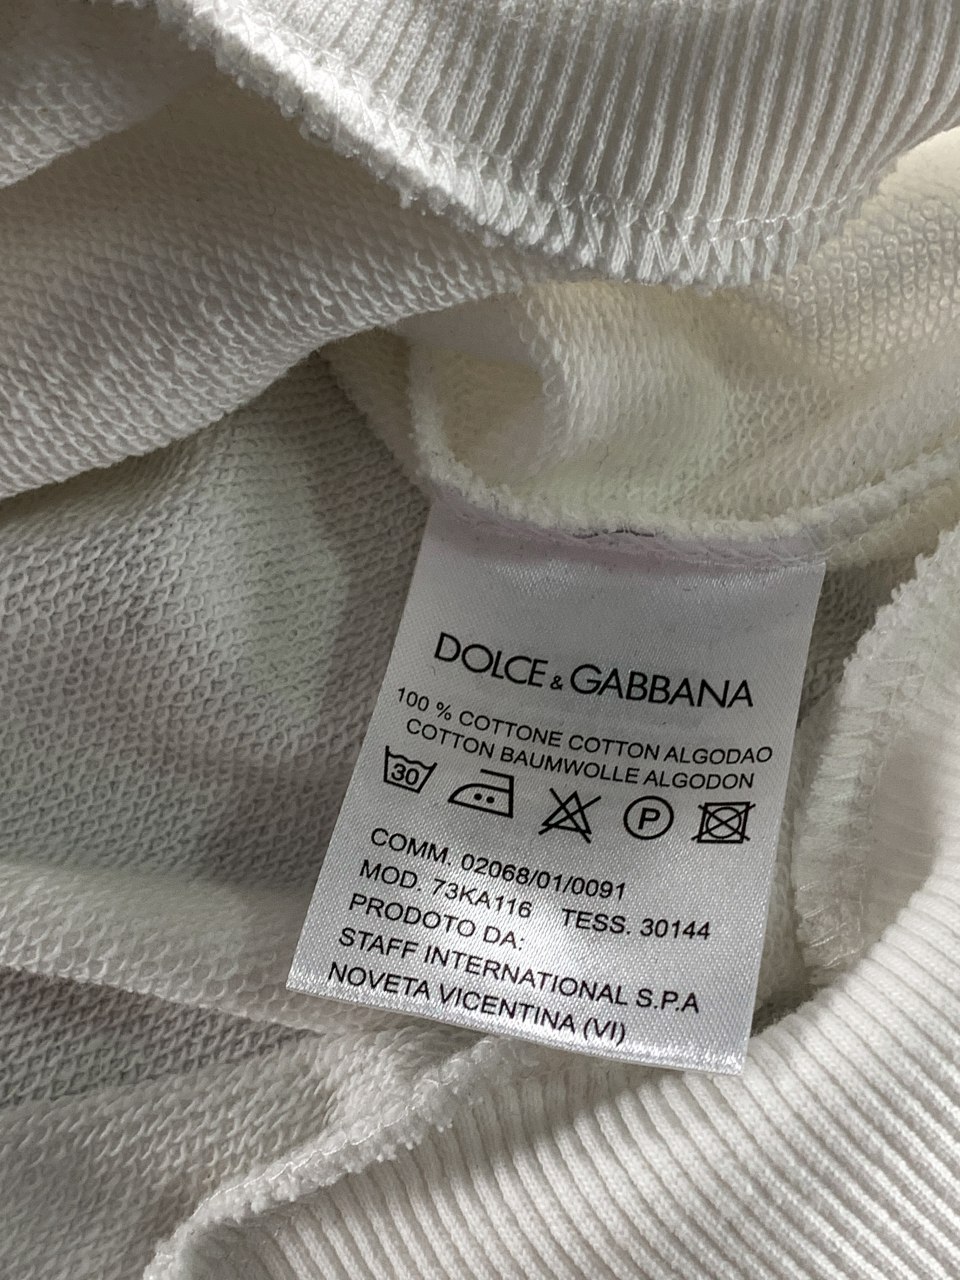 DOLCE & GABBANA
100 % COTTONE COTTON ALGODAO
COTTON BAUMWOLLE ALGODON
30 P
COMM. 02068/01/0091
MOD. 73KA116 TESS. 30144
PRODOTO DA:
STAFF INTERNATIONAL S.P.A
NOVETA VICENTINA (VI)